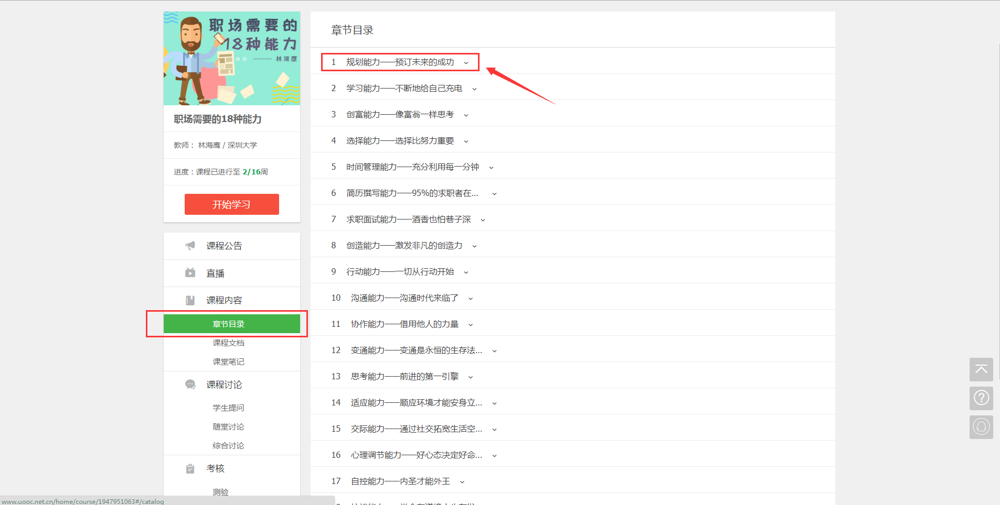 职场需要的
18种能力
林海鹰
职场需要的18种能力
教师： 林海鹰 / 深圳大学
进度：课程已进行至 2/16周
开始学习
课程公告
直播
课程内容
章节目录
课程文档
课堂笔记
课程讨论
学生提问
随堂讨论
综合讨论
考核
测验
章节目录
1 规划能力——预订未来的成功
2 学习能力——不断地给自己充电
3 创富能力——像富翁一样思考
4 选择能力——选择比努力重要
5 时间管理能力——充分利用每一分钟
6 简历撰写能力——95%的求职者在...
7 求职面试能力——酒香也怕巷子深
8 创造能力——激发非凡的创造力
9 行动能力——一切从行动开始
10 沟通能力——沟通时代来临了
11 协作能力——借用他人的力量
12 变通能力——变通是永恒的生存法...
13 思考能力——前进的第一引擎
14 适应能力——顺应环境才能安身立...
15 交际能力——通过社交拓宽生活空...
16 心理调节能力——好心态决定好命...
17 自控能力——内圣才能外王
www.uooc.net.cn/home/course/1947951063#/catalog